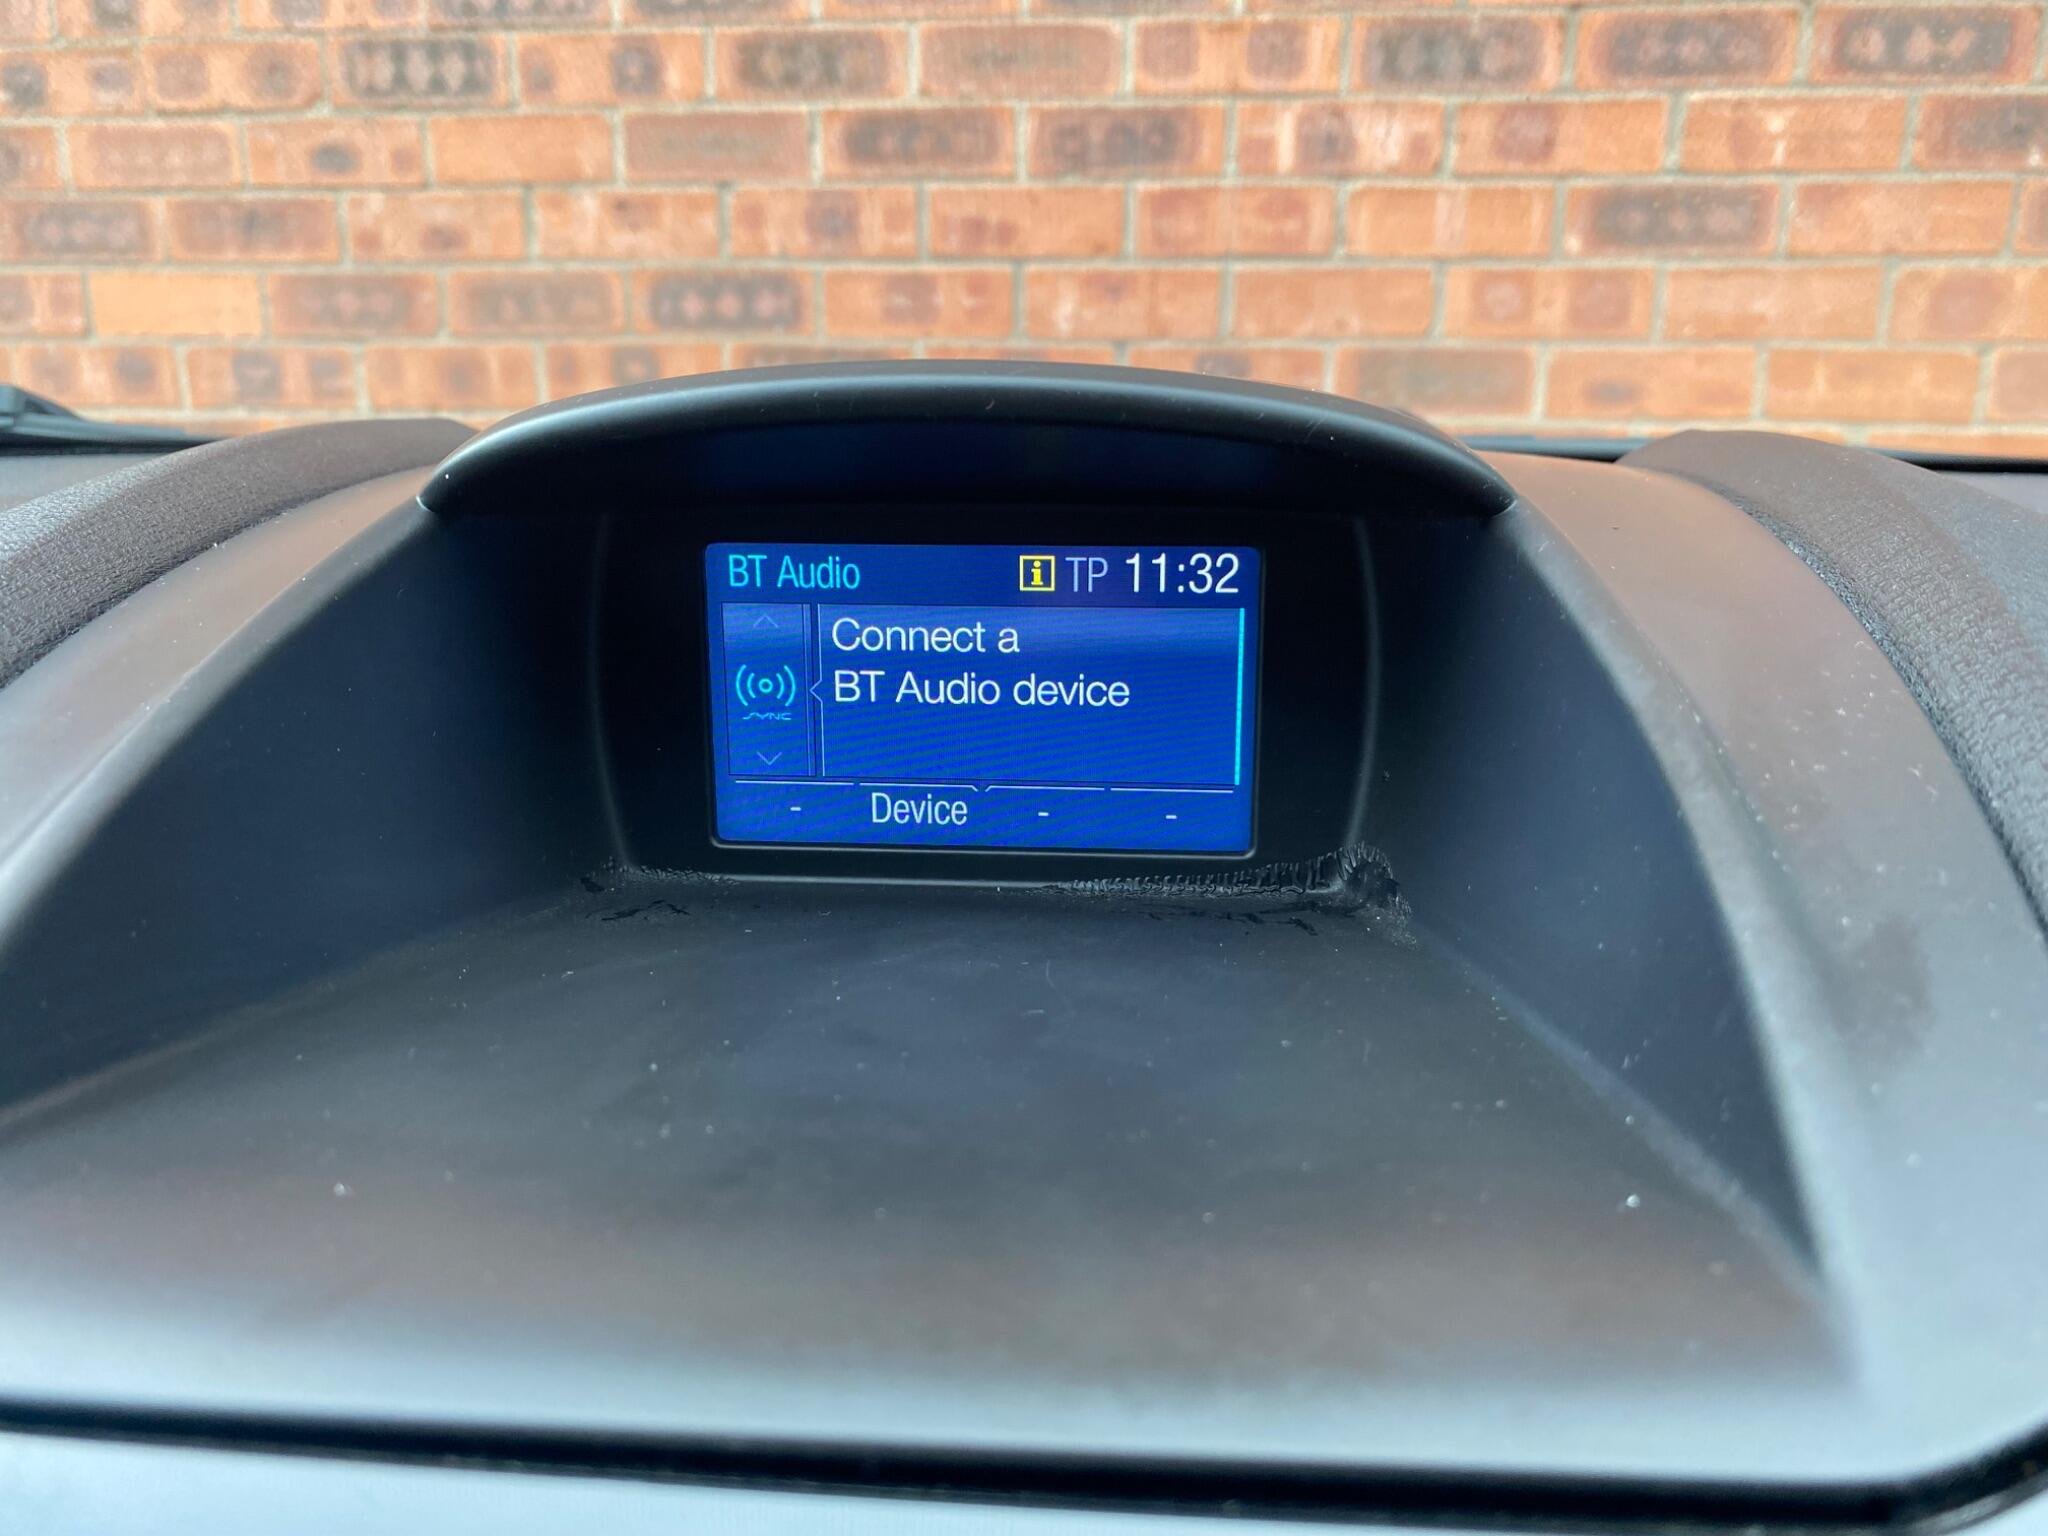 BT Audio i TP 11:32
Connect a
BT Audio device
SYNC
- Device - -